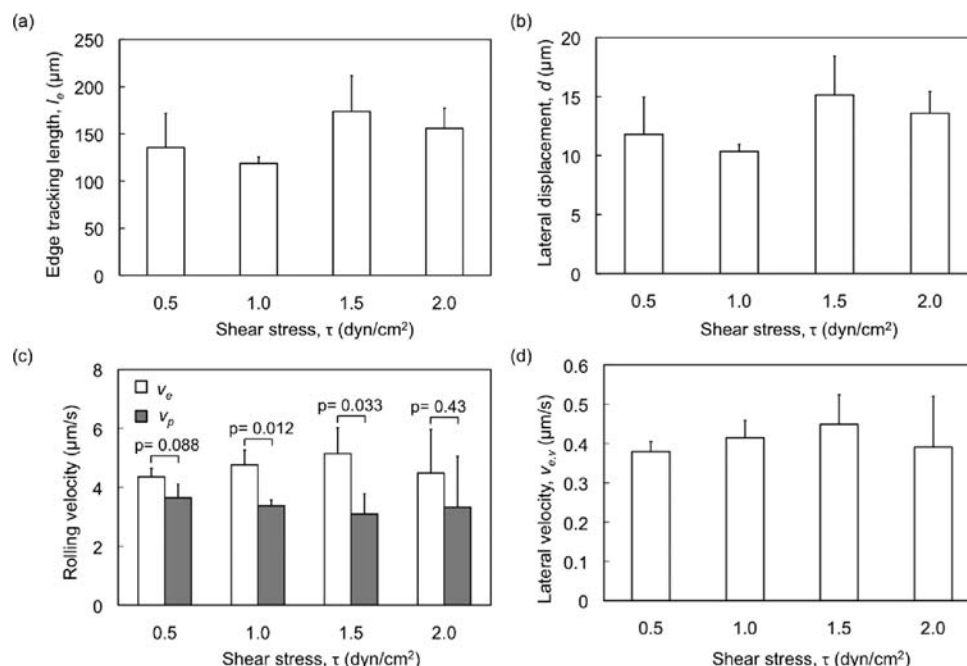 (a)
250
200
150
100
50
0
Edge tracking length, lₑ (μm)
0.5 1.0 1.5 2.0
Shear stress, τ (dyn/cm²)
(b)
20
15
10
5
0
Lateral displacement, d (μm)
0.5 1.0 1.5 2.0
Shear stress, τ (dyn/cm²)
(c)
8
6
4
2
0
Rolling velocity (μm/s)
vₑ
vₚ
p= 0.088
p= 0.012
p= 0.033
p= 0.43
0.5 1.0 1.5 2.0
Shear stress, τ (dyn/cm²)
(d)
0.6
0.5
0.4
0.3
0.2
0.1
0
Lateral velocity, vₑ,ᵧ (μm/s)
0.5 1.0 1.5 2.0
Shear stress, τ (dyn/cm²)